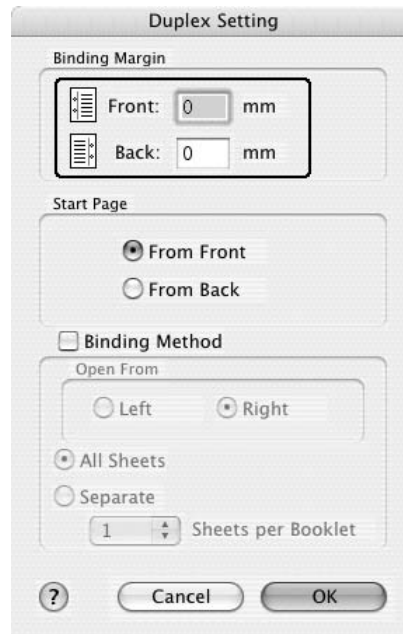 Duplex Setting
Binding Margin
Front: 0 mm
Back: 0 mm
Start Page
From Front
From Back
Binding Method
Open From
Left Right
All Sheets
Separate
1 Sheets per Booklet
? Cancel OK